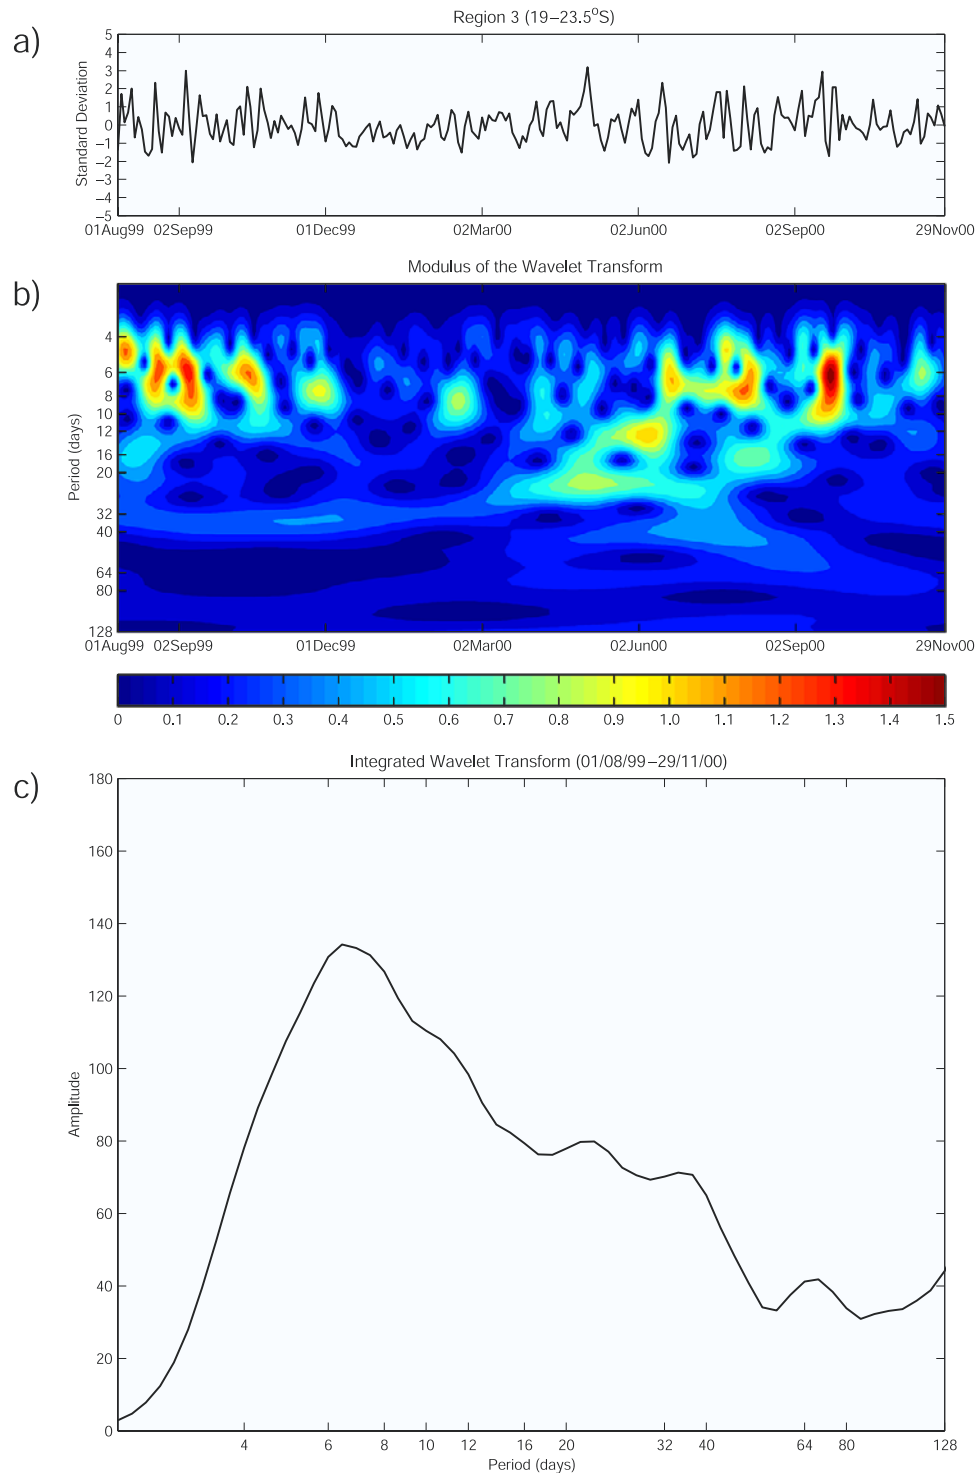 a)
Region 3 (19–23.5°S)
Standard Deviation
5
4
3
2
1
0
–1
–2
–3
–4
–5
01Aug99 02Sep99 01Dec99 02Mar00 02Jun00 02Sep00 29Nov00
b)
Modulus of the Wavelet Transform
Period (days)
4
6
8
10
12
16
20
32
40
64
80
128
01Aug99 02Sep99 01Dec99 02Mar00 02Jun00 02Sep00 29Nov00
0 0.1 0.2 0.3 0.4 0.5 0.6 0.7 0.8 0.9 1.0 1.1 1.2 1.3 1.4 1.5
c)
Integrated Wavelet Transform (01/08/99–29/11/00)
Amplitude
180
160
140
120
100
80
60
40
20
0
4 6 8 10 12 16 20 32 40 64 80 128
Period (days)